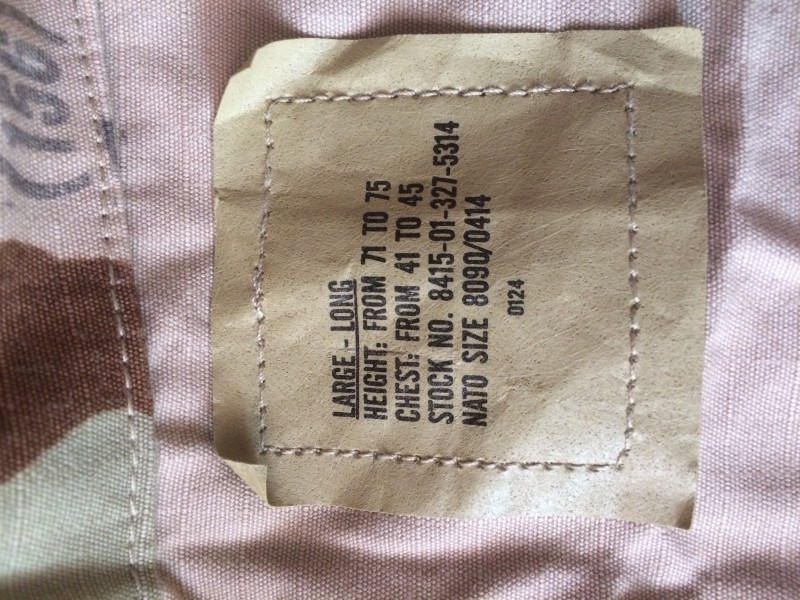 LARGE - LONG
HEIGHT: FROM 71 TO 75
CHEST: FROM 41 TO 45
STOCK NO. 8415-01-327-5314
NATO SIZE 8090/0414
0124
(156)